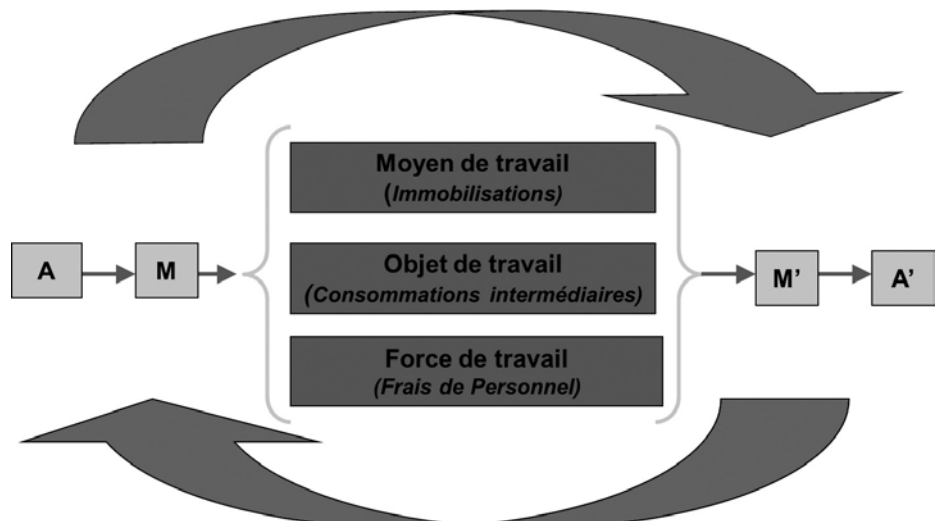 Moyen de travail
(Immobilisations)
A
M
Objet de travail
(Consommations intermédiaires)
M’
A’
Force de travail
(Frais de Personnel)